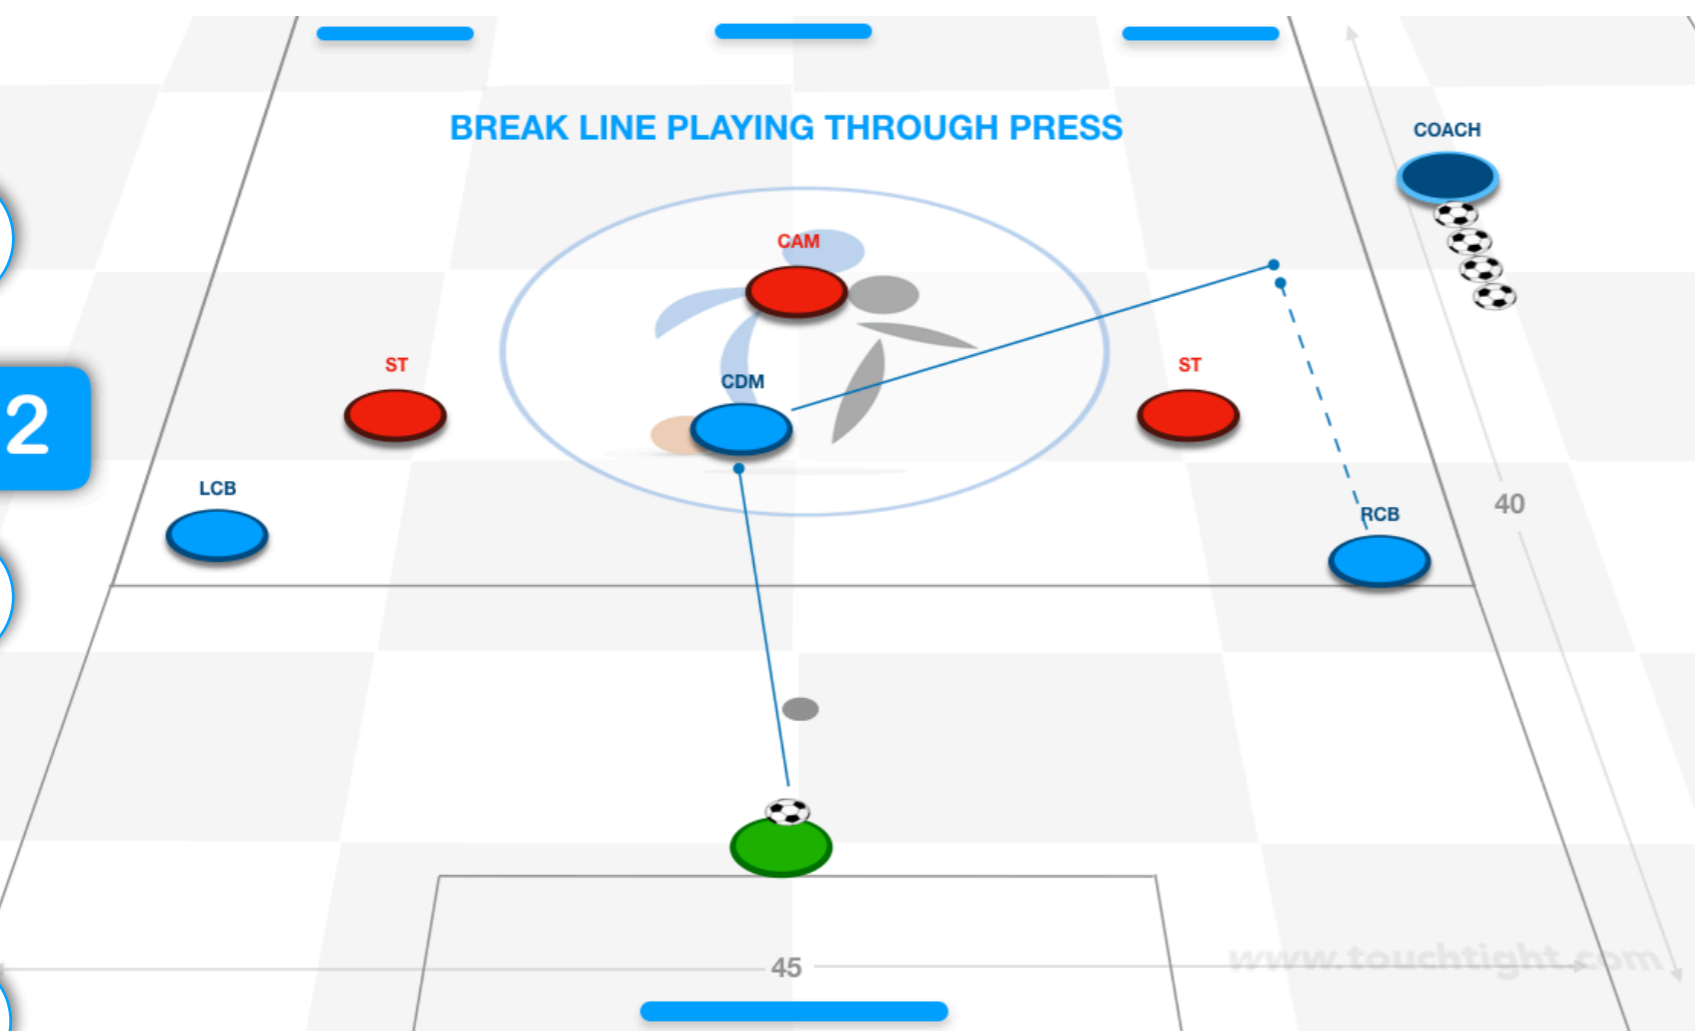 BREAK LINE PLAYING THROUGH PRESS
COACH
CAM
ST
CDM
ST
2
LCB
RCB
40
45
www.touchtight.com